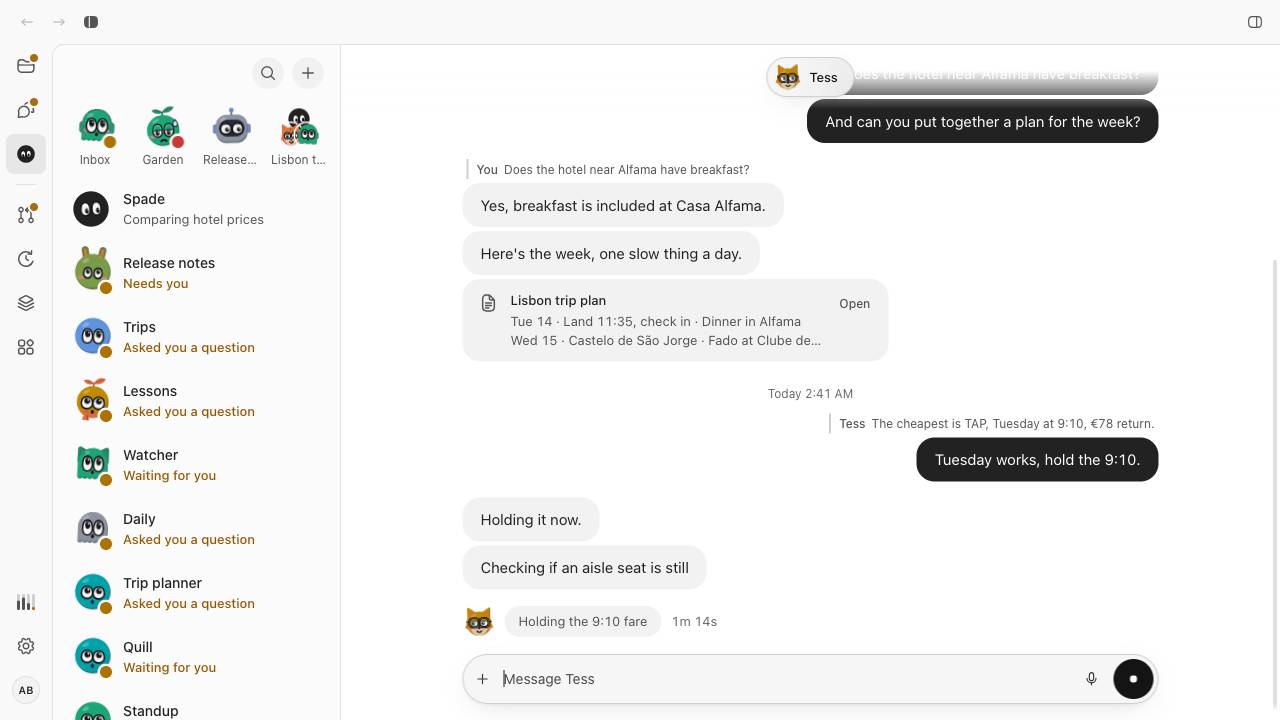 Inbox
Garden
Release...
Lisbon t...
Spade
Comparing hotel prices
Release notes
Needs you
Trips
Asked you a question
Lessons
Asked you a question
Watcher
Waiting for you
Daily
Asked you a question
Trip planner
Asked you a question
Quill
Waiting for you
Standup
AB
Tess
oes the hotel near Alfama have breakfast?
And can you put together a plan for the week?
You Does the hotel near Alfama have breakfast?
Yes, breakfast is included at Casa Alfama.
Here's the week, one slow thing a day.
Lisbon trip plan
Open
Tue 14 · Land 11:35, check in · Dinner in Alfama
Wed 15 · Castelo de São Jorge · Fado at Clube de...
Today 2:41 AM
Tess The cheapest is TAP, Tuesday at 9:10, €78 return.
Tuesday works, hold the 9:10.
Holding it now.
Checking if an aisle seat is still
Holding the 9:10 fare 1m 14s
Message Tess